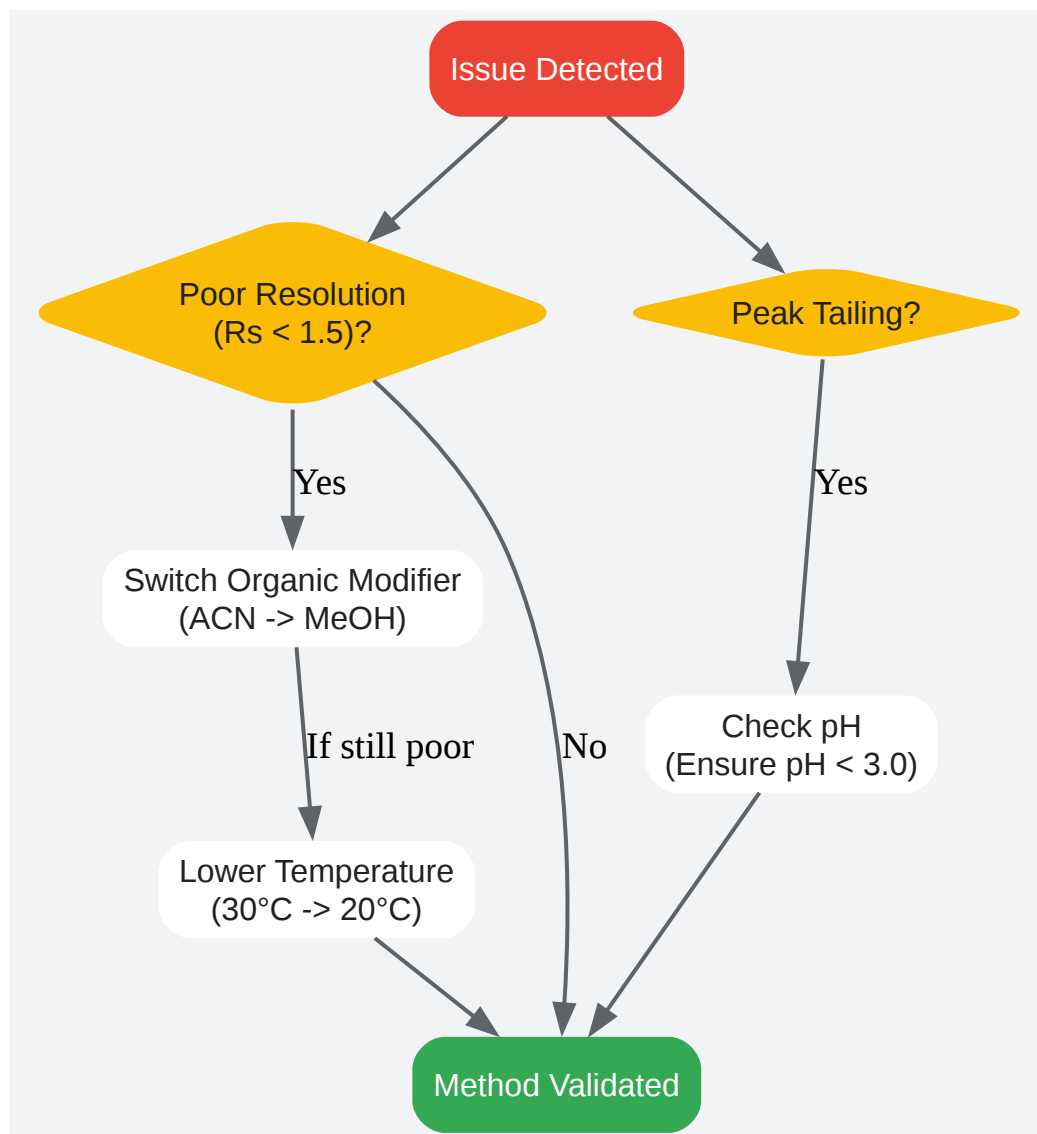 Issue Detected
Poor Resolution
(Rs < 1.5)?
Peak Tailing?
Yes
Yes
Switch Organic Modifier
(ACN -> MeOH)
If still poor
No
Check pH
(Ensure pH < 3.0)
Lower Temperature
(30°C -> 20°C)
Method Validated